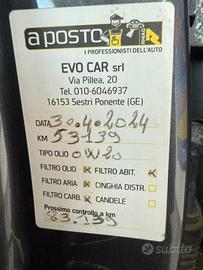 a posto
I PROFESSIONISTI DELL'AUTO
EVO CAR srl
Via Pillea, 20
Tel. 010-6046937
16153 Sestri Ponente (GE)
DATA 30.4.2024
KM 53139
TIPO OLIO 0W20
FILTRO OLIO FILTRO ABIT.
FILTRO ARIA CINGHIA DISTR.
FILTRO CARB. CANDELE
Prossimo controllo a km
83.139
subito